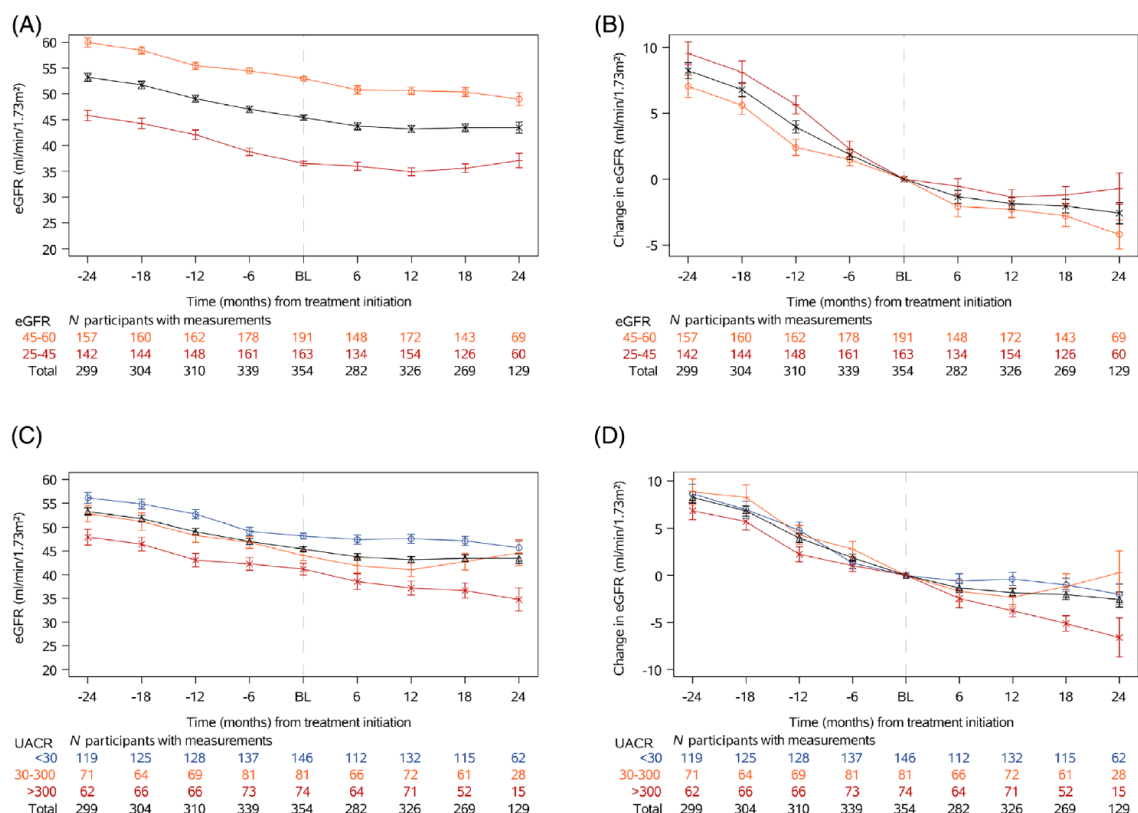 (A)
eGFR (ml/min/1.73m²)
60
55
50
45
40
35
30
25
20
-24 -18 -12 -6 BL 6 12 18 24
Time (months) from treatment initiation
eGFR N participants with measurements
45-60 157 160 162 178 191 148 172 143 69
25-45 142 144 148 161 163 134 154 126 60
Total 299 304 310 339 354 282 326 269 129
(B)
Change in eGFR (ml/min/1.73m²)
10
5
0
-5
-24 -18 -12 -6 BL 6 12 18 24
Time (months) from treatment initiation
eGFR N participants with measurements
45-60 157 160 162 178 191 148 172 143 69
25-45 142 144 148 161 163 134 154 126 60
Total 299 304 310 339 354 282 326 269 129
(C)
eGFR (ml/min/1.73m²)
60
55
50
45
40
35
30
25
20
-24 -18 -12 -6 BL 6 12 18 24
Time (months) from treatment initiation
UACR N participants with measurements
<30 119 125 128 137 146 112 132 115 62
30-300 71 64 69 81 81 66 72 61 28
>300 62 66 66 73 74 64 71 52 15
Total 299 304 310 339 354 282 326 269 129
(D)
Change in eGFR (ml/min/1.73m²)
10
5
0
-5
-10
-24 -18 -12 -6 BL 6 12 18 24
Time (months) from treatment initiation
UACR N participants with measurements
<30 119 125 128 137 146 112 132 115 62
30-300 71 64 69 81 81 66 72 61 28
>300 62 66 66 73 74 64 71 52 15
Total 299 304 310 339 354 282 326 269 129